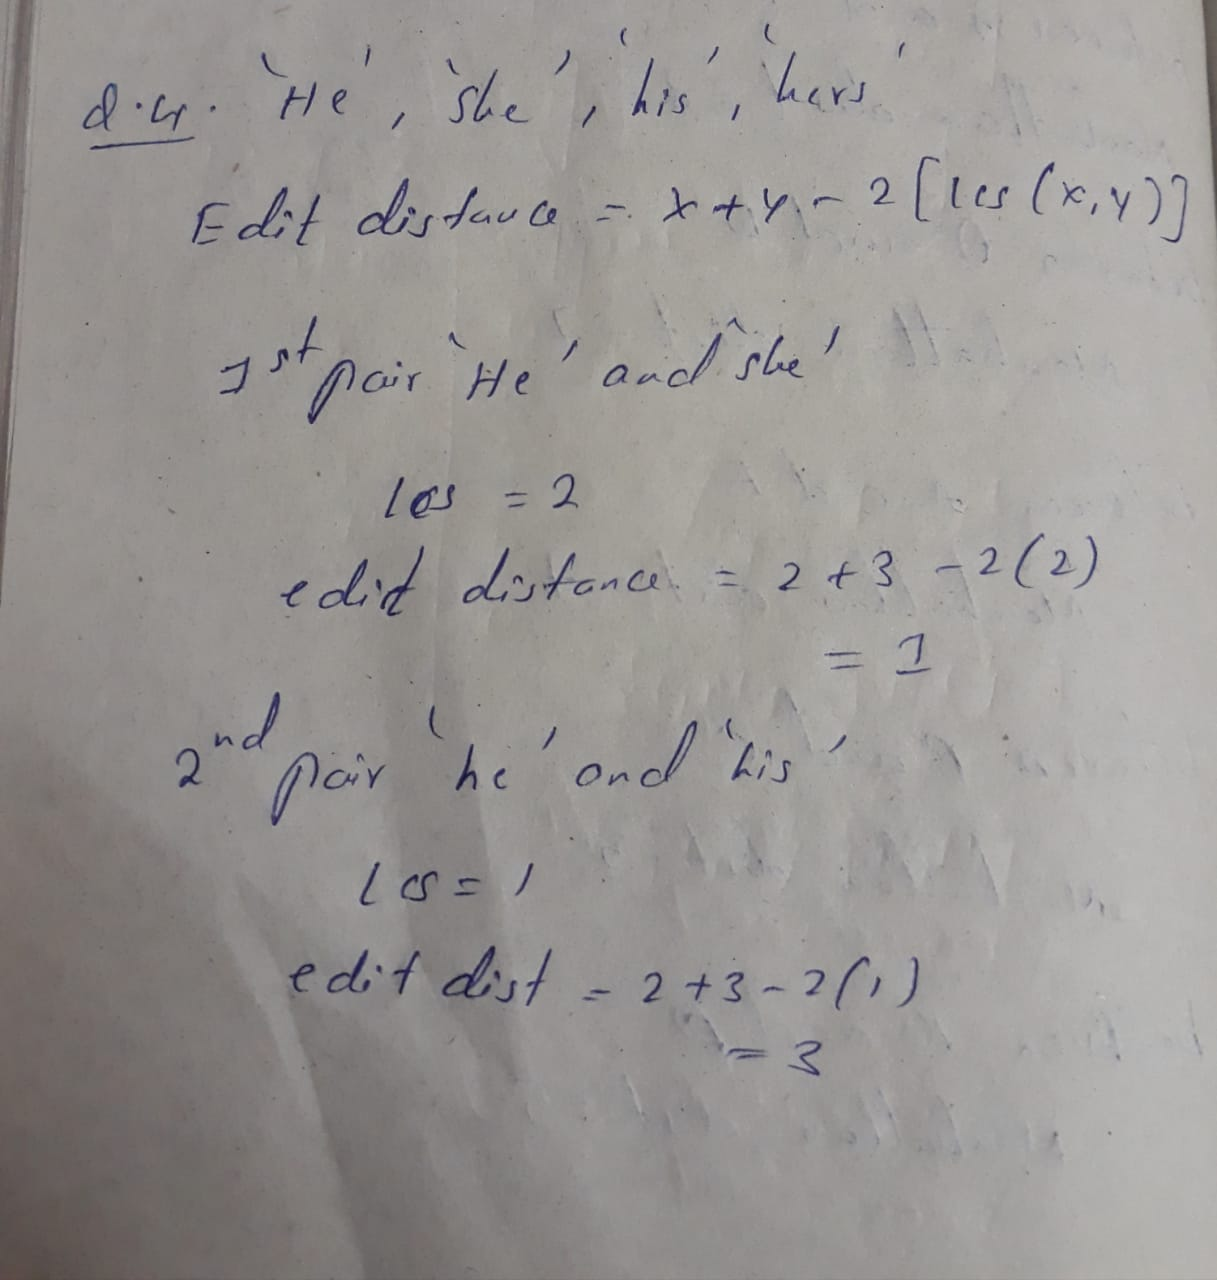 Q.4. 'He', 'she', 'his', 'hers'
Edit distance = x + y - 2 [lcs (x,y)]
1st pair 'He' and 'she'
lcs = 2
edit distance = 2 + 3 - 2(2)
= 1
2nd pair 'he' and 'his'
lcs = 1
edit dist = 2 + 3 - 2(1)
= 3